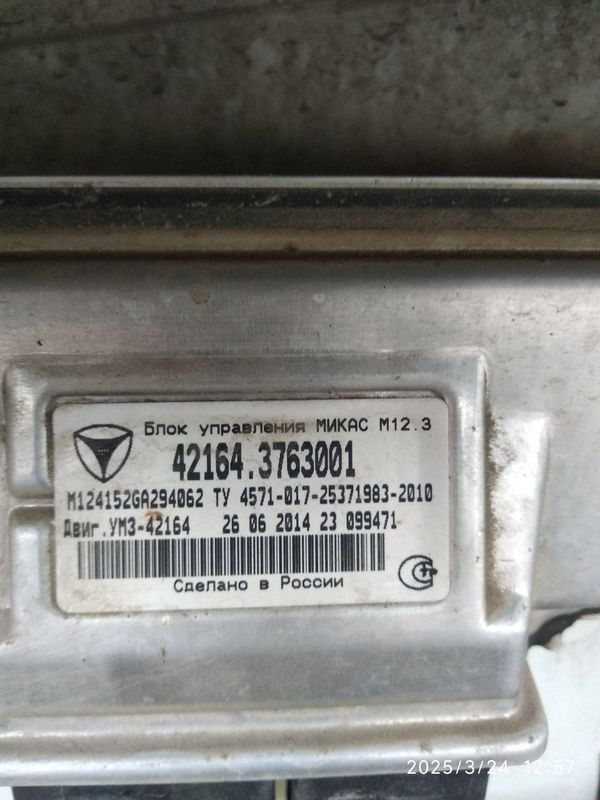 Блок управления МИКАС М12.3
42164.3763001
M124152GA294062 ТУ 4571-017-25371983-2010
Двиг.УМЗ-42164 26 06 2014 23 099471
Сделано в России
2025/3/24 12:57